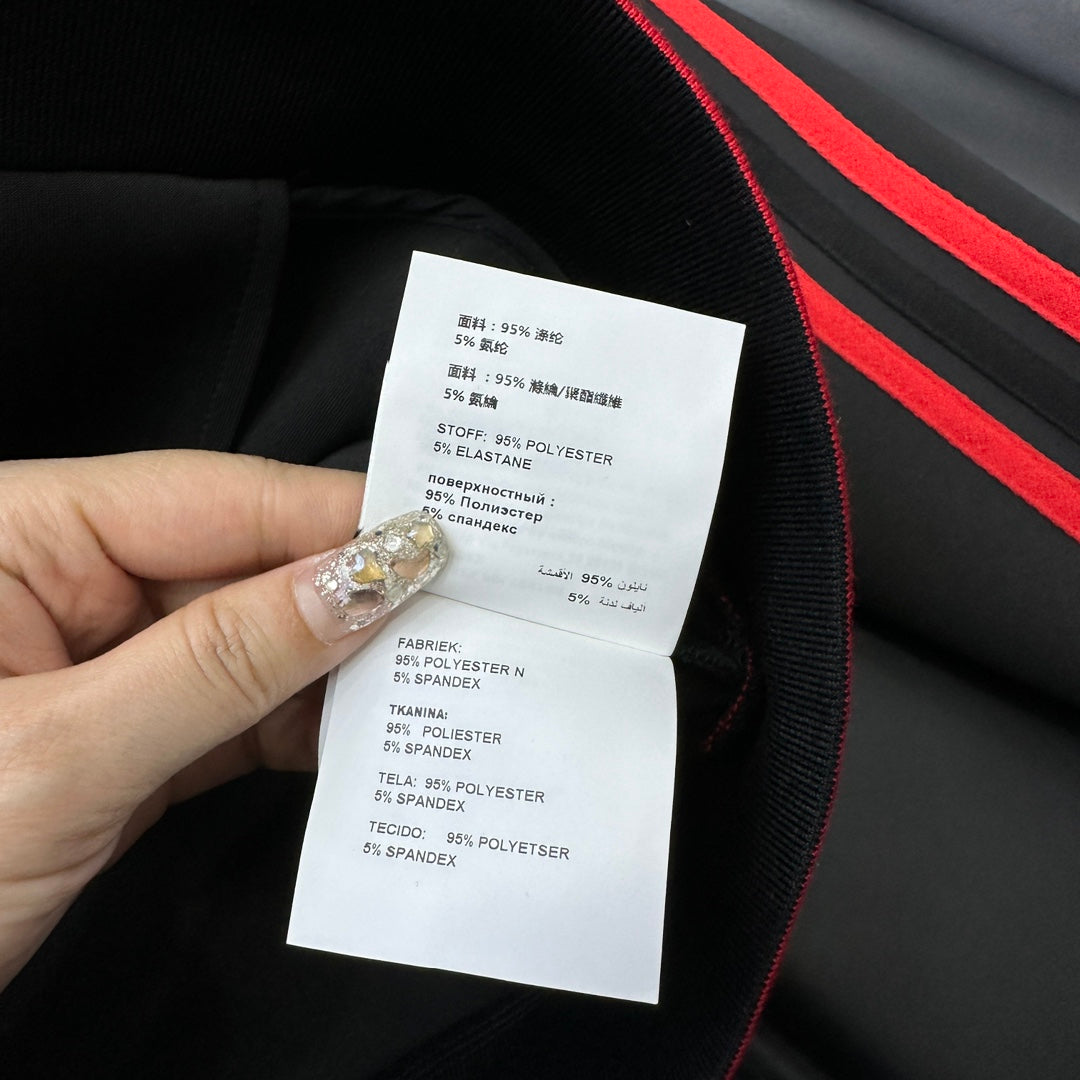 面料：95% 涤纶
5% 氨纶
面料 ：95% 滌綸/聚酯纖維
5% 氨綸
STOFF: 95% POLYESTER
5% ELASTANE
поверхностный :
95% Полиэстер
5% спандекс
نايلون 95% الأقمشة
ألياف لدنة 5%
FABRIEK:
95% POLYESTER N
5% SPANDEX
TKANINA:
95% POLIESTER
5% SPANDEX
TELA: 95% POLYESTER
5% SPANDEX
TECIDO: 95% POLYETSER
5% SPANDEX